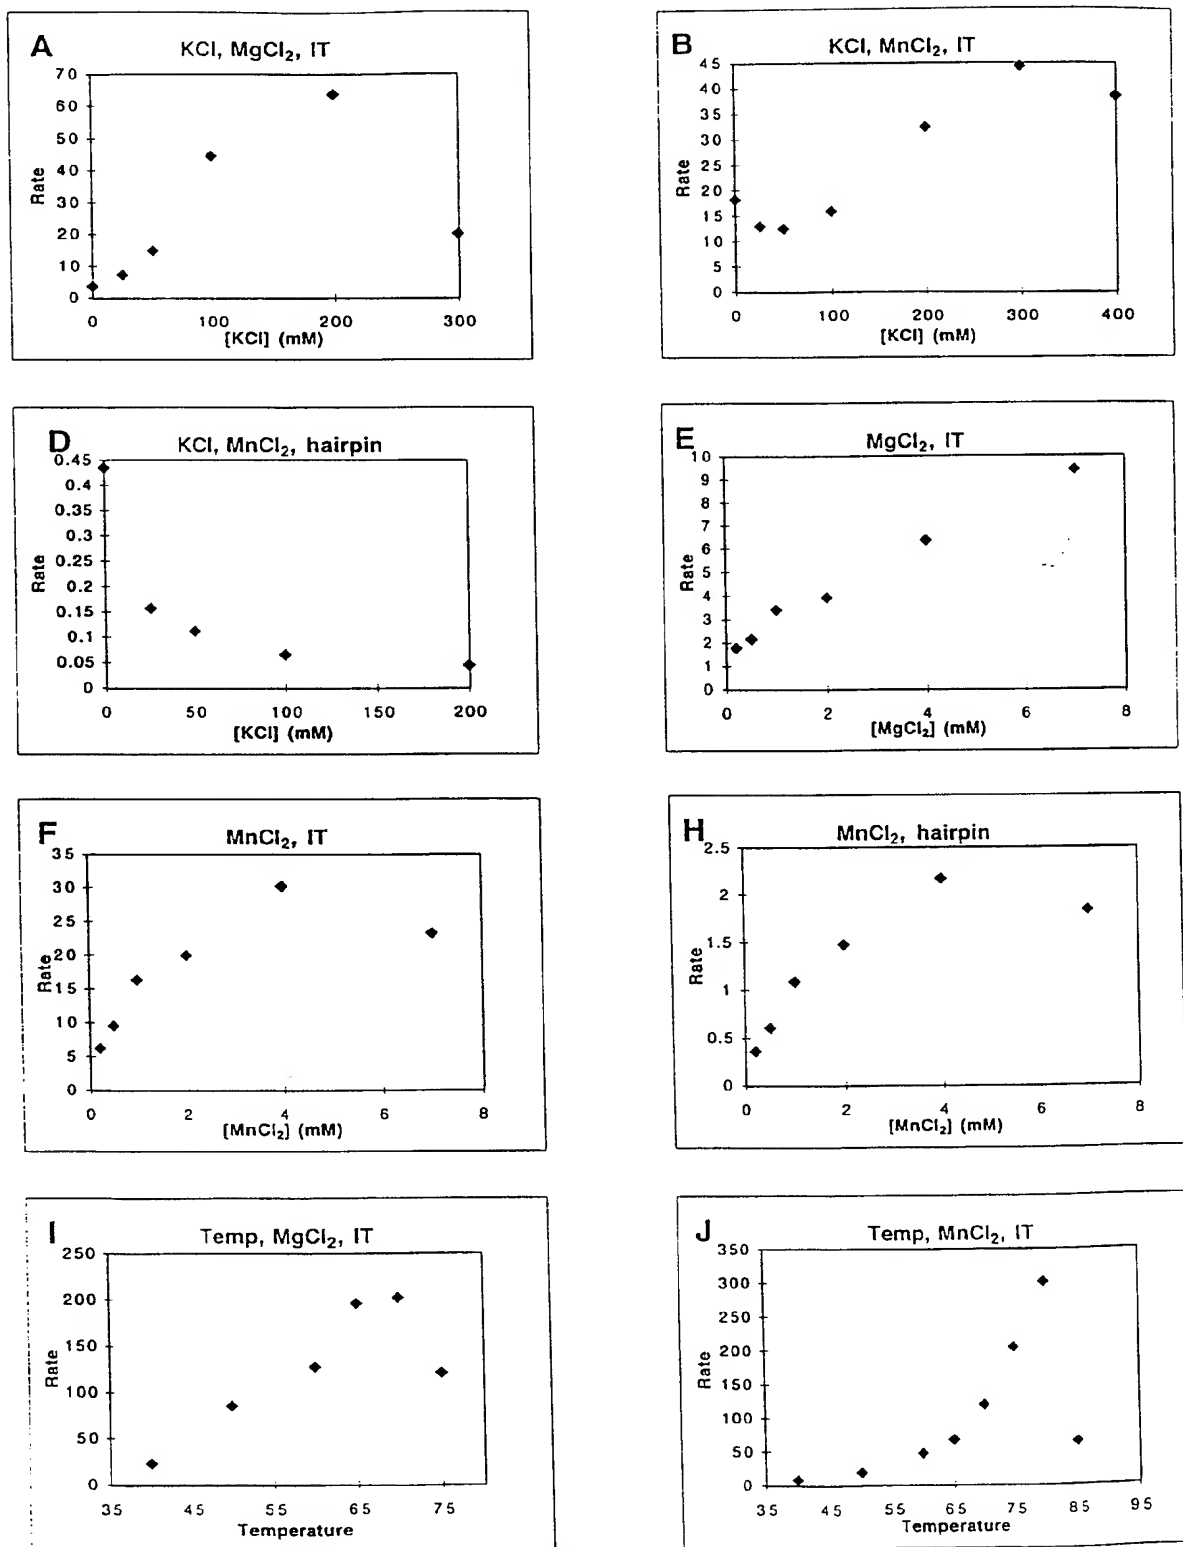 A
KCl, MgCl₂, IT
70
60
50
40
30
20
10
0
Rate
0 100 200 300
[KCl] (mM)
B
KCl, MnCl₂, IT
45
40
35
30
25
20
15
10
5
0
Rate
0 100 200 300 400
[KCl] (mM)
D
KCl, MnCl₂, hairpin
0.45
0.4
0.35
0.3
0.25
0.2
0.15
0.1
0.05
0
Rate
0 50 100 150 200
[KCl] (mM)
E
MgCl₂, IT
10
9
8
7
6
5
4
3
2
1
0
Rate
0 2 4 6 8
[MgCl₂] (mM)
F
MnCl₂, IT
35
30
25
20
15
10
5
0
Rate
0 2 4 6 8
[MnCl₂] (mM)
H
MnCl₂, hairpin
2.5
2
1.5
1
0.5
0
Rate
0 2 4 6 8
[MnCl₂] (mM)
I
Temp, MgCl₂, IT
250
200
150
100
50
0
Rate
35 45 55 65 75
Temperature
J
Temp, MnCl₂, IT
350
300
250
200
150
100
50
0
Rate
35 45 55 65 75 85 95
Temperature